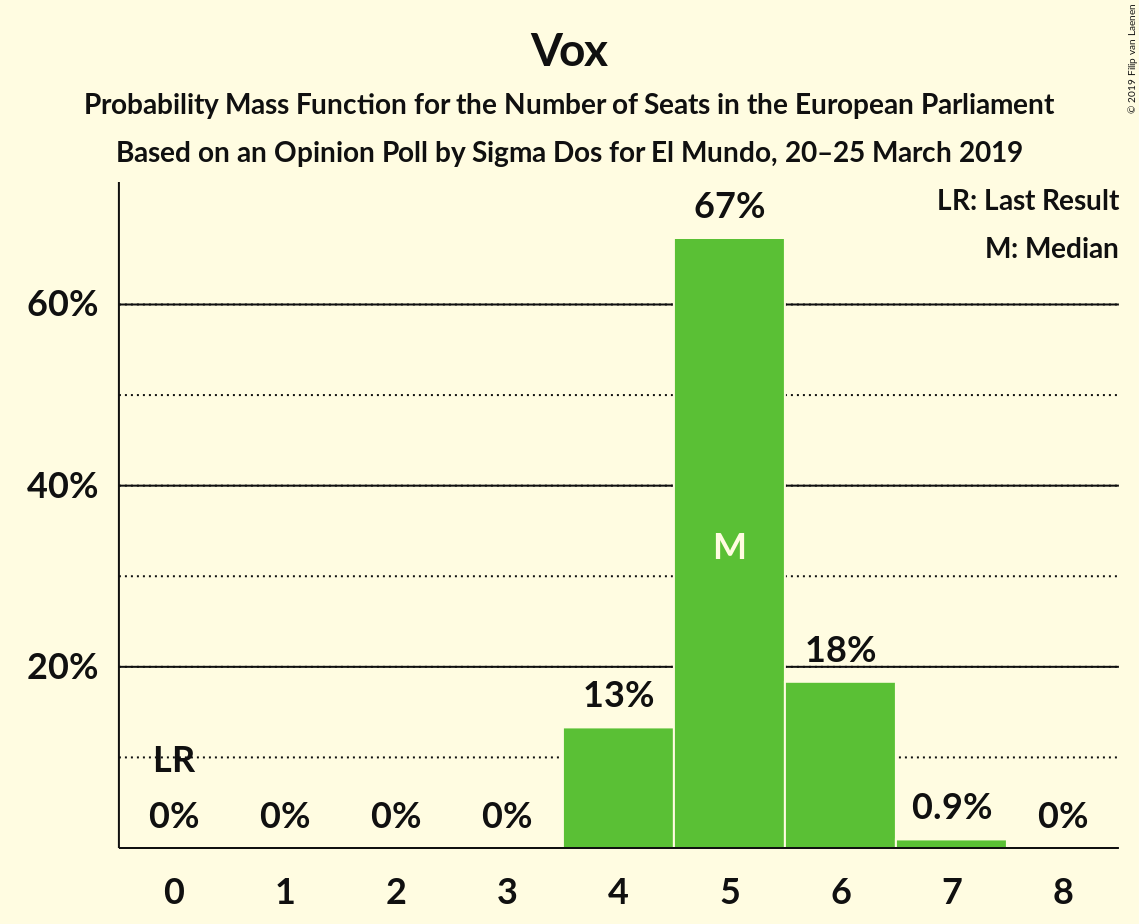 Vox
Probability Mass Function for the Number of Seats in the European Parliament
Based on an Opinion Poll by Sigma Dos for El Mundo, 20–25 March 2019
© 2019 Filip van Laenen
LR: Last Result
M: Median
67%
60%
40%
M
20%
18%
13%
LR
0%
0%
0%
0%
0.9%
0%
0
1
2
3
4
5
6
7
8